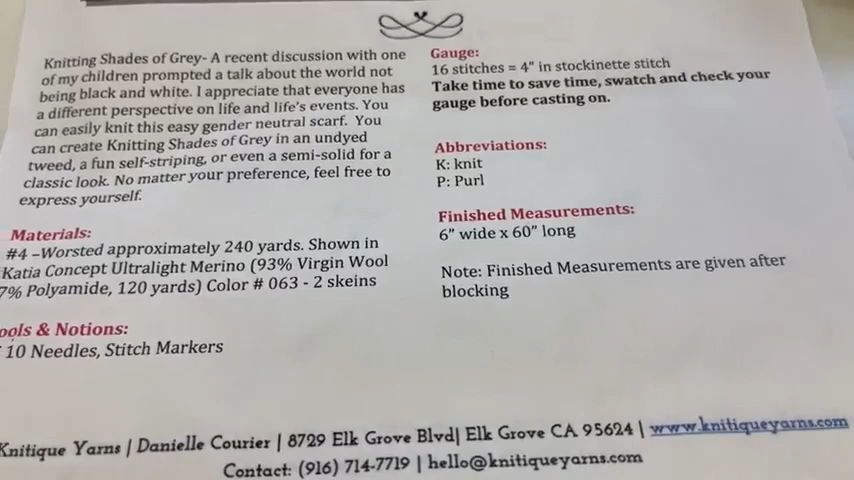 Knitting Shades of Grey- A recent discussion with one
of my children prompted a talk about the world not
being black and white. I appreciate that everyone has
a different perspective on life and life's events. You
can easily knit this easy gender neutral scarf. You
can create Knitting Shades of Grey in an undyed
tweed, a fun self-striping, or even a semi-solid for a
classic look. No matter your preference, feel free to
express yourself.
Materials:
#4 –Worsted approximately 240 yards. Shown in
Katia Concept Ultralight Merino (93% Virgin Wool
7% Polyamide, 120 yards) Color # 063 - 2 skeins
ools & Notions:
10 Needles, Stitch Markers
Gauge:
16 stitches = 4" in stockinette stitch
Take time to save time, swatch and check your
gauge before casting on.
Abbreviations:
K: knit
P: Purl
Finished Measurements:
6" wide x 60" long
Note: Finished Measurements are given after
blocking
Knitique Yarns | Danielle Courier | 8729 Elk Grove Blvd| Elk Grove CA 95624 | www.knitiqueyarns.com
Contact: (916) 714-7719 | hello@knitiqueyarns.com